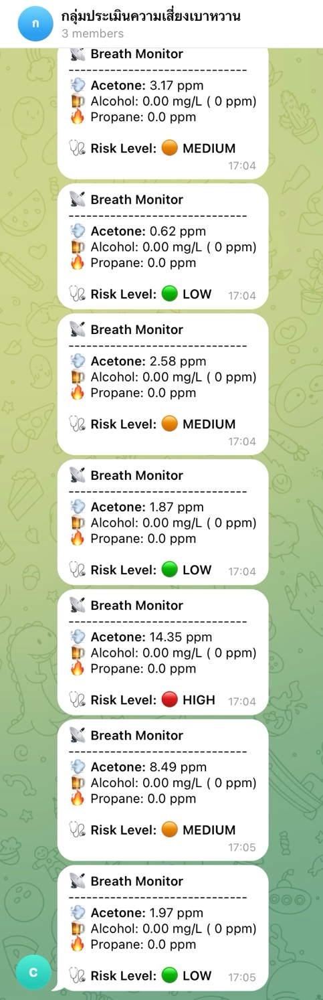 ก
กลุ่มประเมินความเสี่ยงเบาหวาน
3 members
Breath Monitor
------------------------------
Acetone: 3.17 ppm
Alcohol: 0.00 mg/L ( 0 ppm)
Propane: 0.0 ppm
Risk Level: MEDIUM
17:04
Breath Monitor
------------------------------
Acetone: 0.62 ppm
Alcohol: 0.00 mg/L ( 0 ppm)
Propane: 0.0 ppm
Risk Level: LOW 17:04
Breath Monitor
------------------------------
Acetone: 2.58 ppm
Alcohol: 0.00 mg/L ( 0 ppm)
Propane: 0.0 ppm
Risk Level: MEDIUM
17:04
Breath Monitor
------------------------------
Acetone: 1.87 ppm
Alcohol: 0.00 mg/L ( 0 ppm)
Propane: 0.0 ppm
Risk Level: LOW 17:04
Breath Monitor
------------------------------
Acetone: 14.35 ppm
Alcohol: 0.00 mg/L ( 0 ppm)
Propane: 0.0 ppm
Risk Level: HIGH 17:04
Breath Monitor
------------------------------
Acetone: 8.49 ppm
Alcohol: 0.00 mg/L ( 0 ppm)
Propane: 0.0 ppm
Risk Level: MEDIUM
17:05
Breath Monitor
------------------------------
Acetone: 1.97 ppm
Alcohol: 0.00 mg/L ( 0 ppm)
Propane: 0.0 ppm
Risk Level: LOW 17:05
C